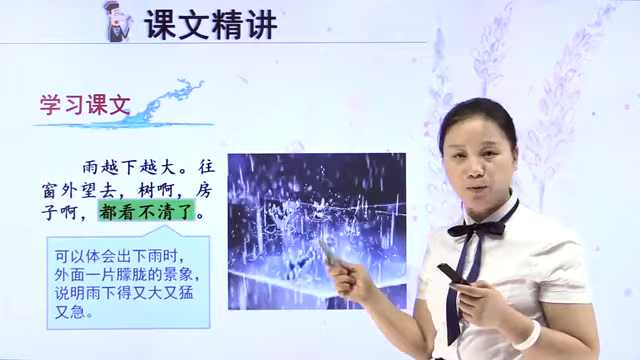 课文精讲
学习课文
雨越下越大。往
窗外望去，树啊，房
子啊，都看不清了。
可以体会出下雨时，
外面一片朦胧的景象，
说明雨下得又大又猛
又急。